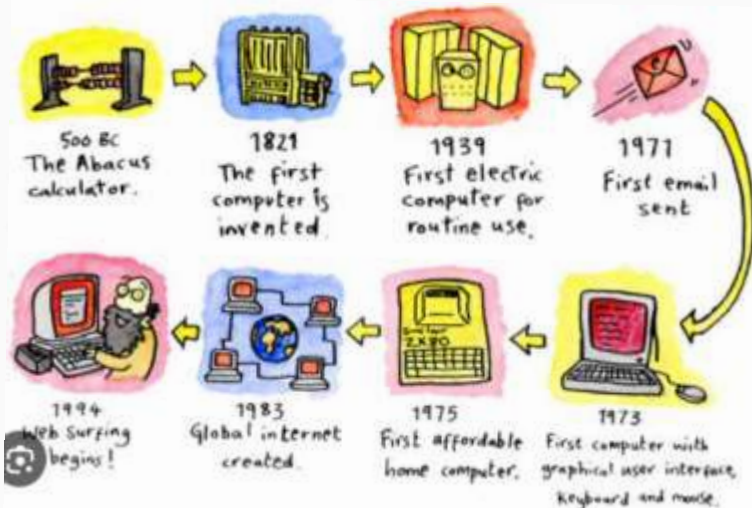 500 BC
The Abacus
calculator.
1821
The first
computer is
invented.
1939
First electric
computer for
routine use.
1971
First email
sent
1973
First computer with
graphical user interface,
keyboard and mouse.
1975
First affordable
home computer.
ZX80
1983
Global internet
created.
1994
Web surfing
begins!